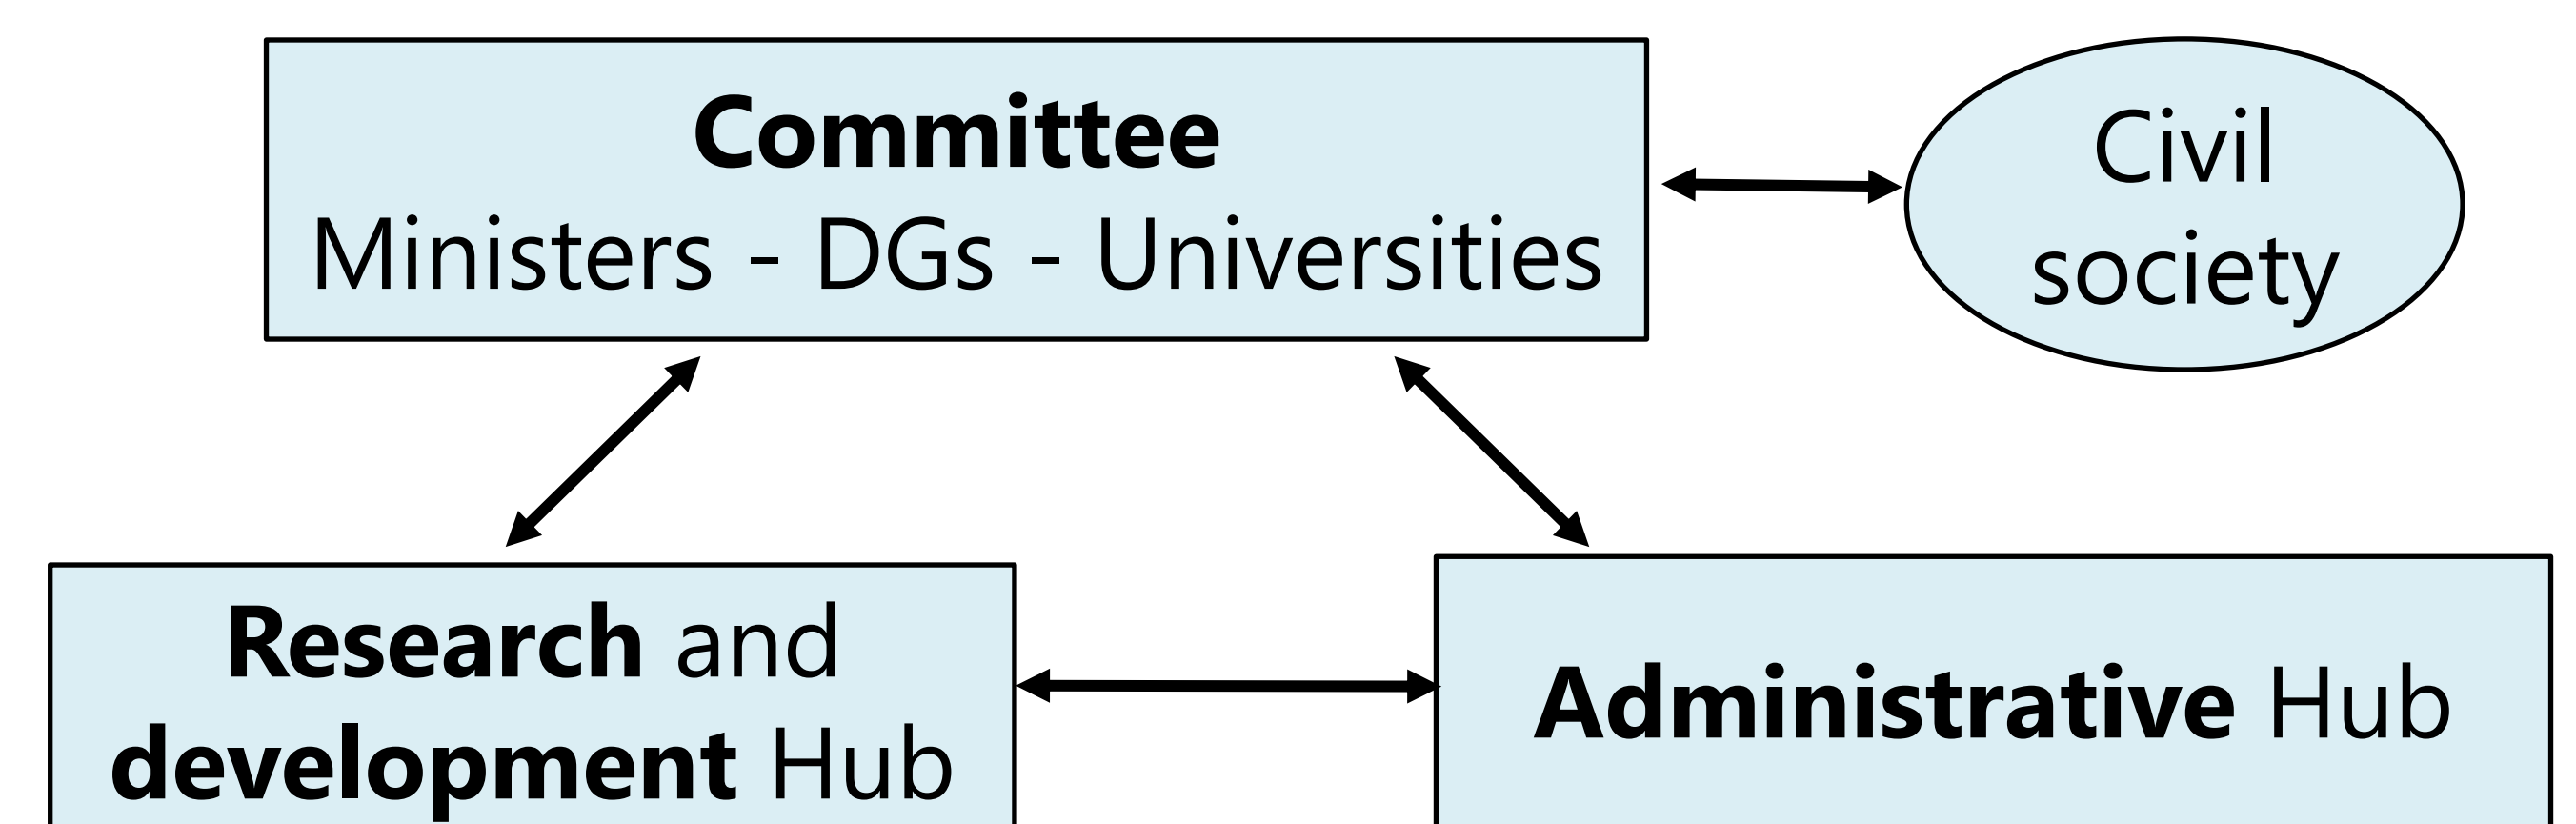 Committee
Ministers - DGs - Universities
Civil
society
Research and
development Hub
Administrative Hub